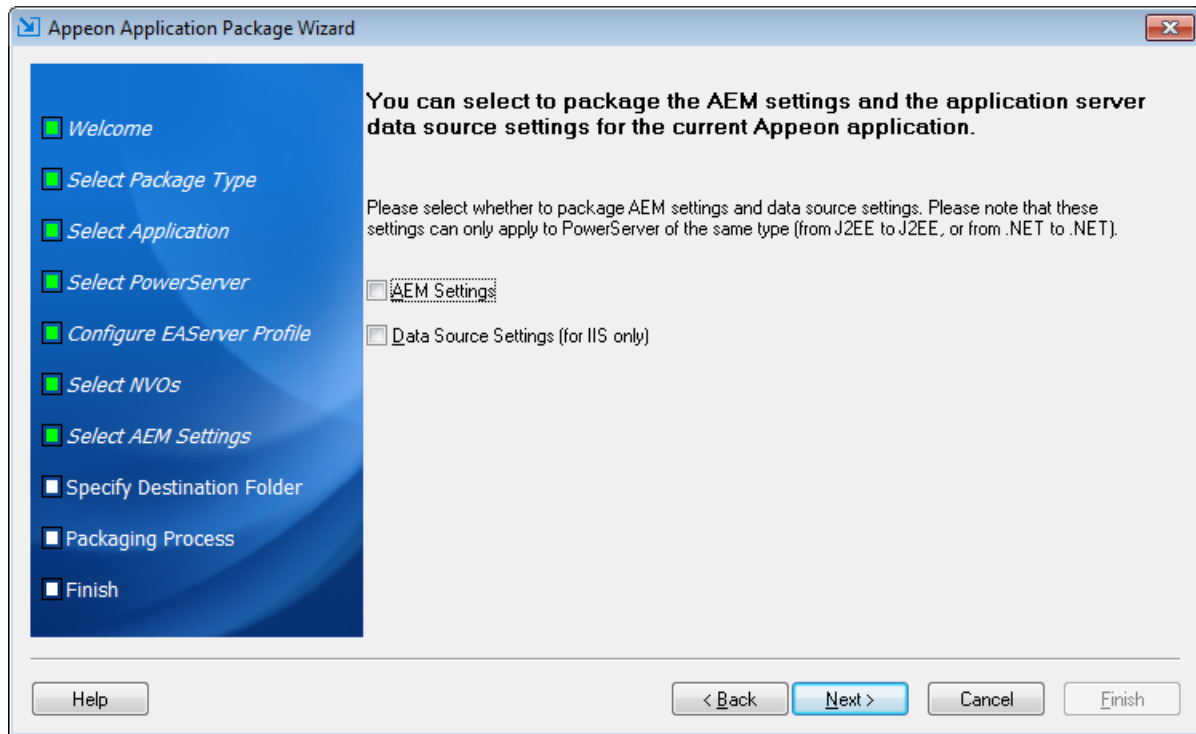 Appeon Application Package Wizard
Welcome
Select Package Type
Select Application
Select PowerServer
Configure EAServer Profile
Select NVOs
Select AEM Settings
Specify Destination Folder
Packaging Process
Finish
You can select to package the AEM settings and the application server
data source settings for the current Appeon application.
Please select whether to package AEM settings and data source settings. Please note that these
settings can only apply to PowerServer of the same type (from J2EE to J2EE, or from .NET to .NET).
AEM Settings
Data Source Settings (for IIS only)
Help
< Back
Next >
Cancel
Finish